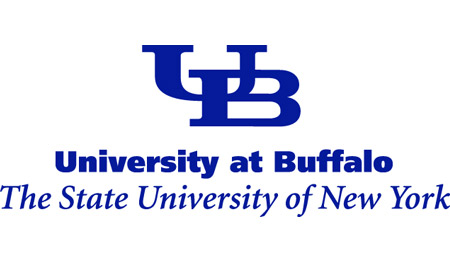 UB
University at Buffalo
The State University of New York